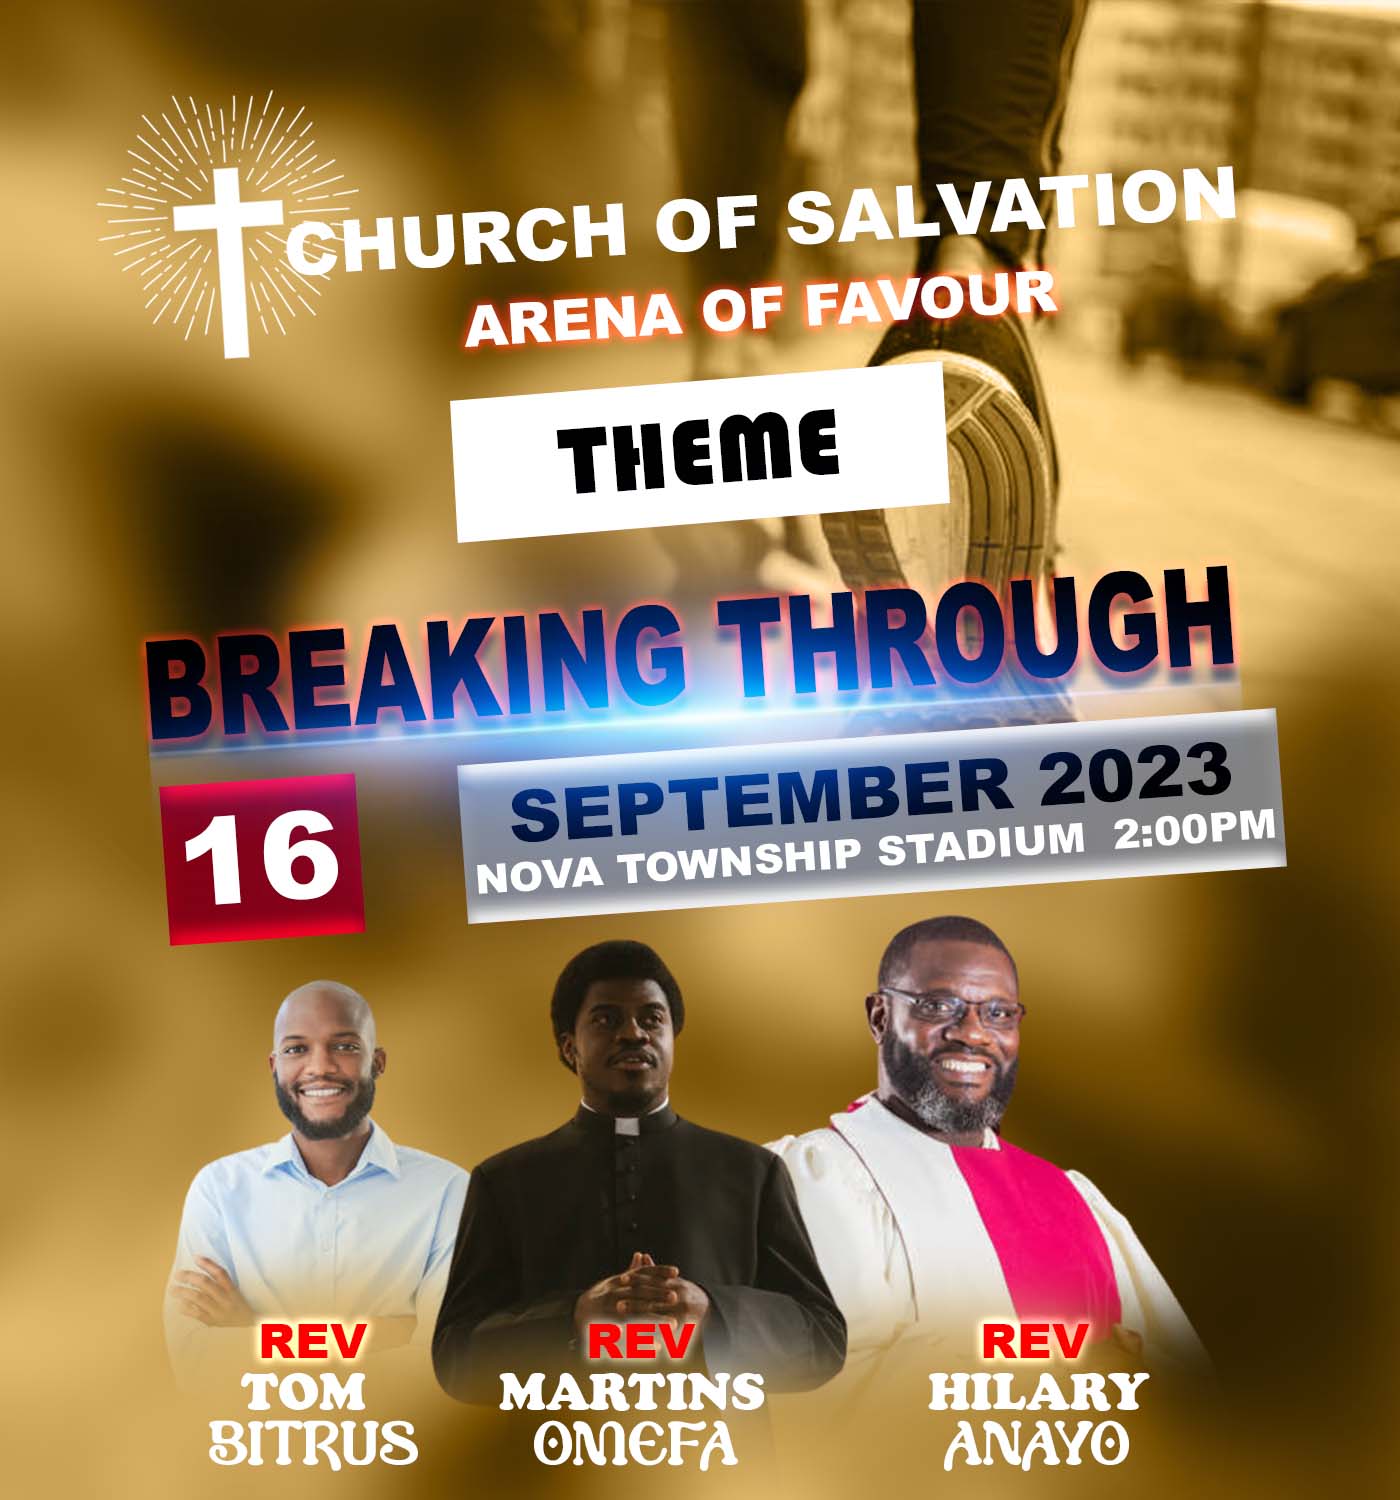 CHURCH OF SALVATION
ARENA OF FAVOUR
THEME
BREAKING THROUGH
16
SEPTEMBER 2023
NOVA TOWNSHIP STADIUM 2:00PM
REV
TOM
BITRUS
REV
MARTINS
OMEFA
REV
HILARY
ANAYO